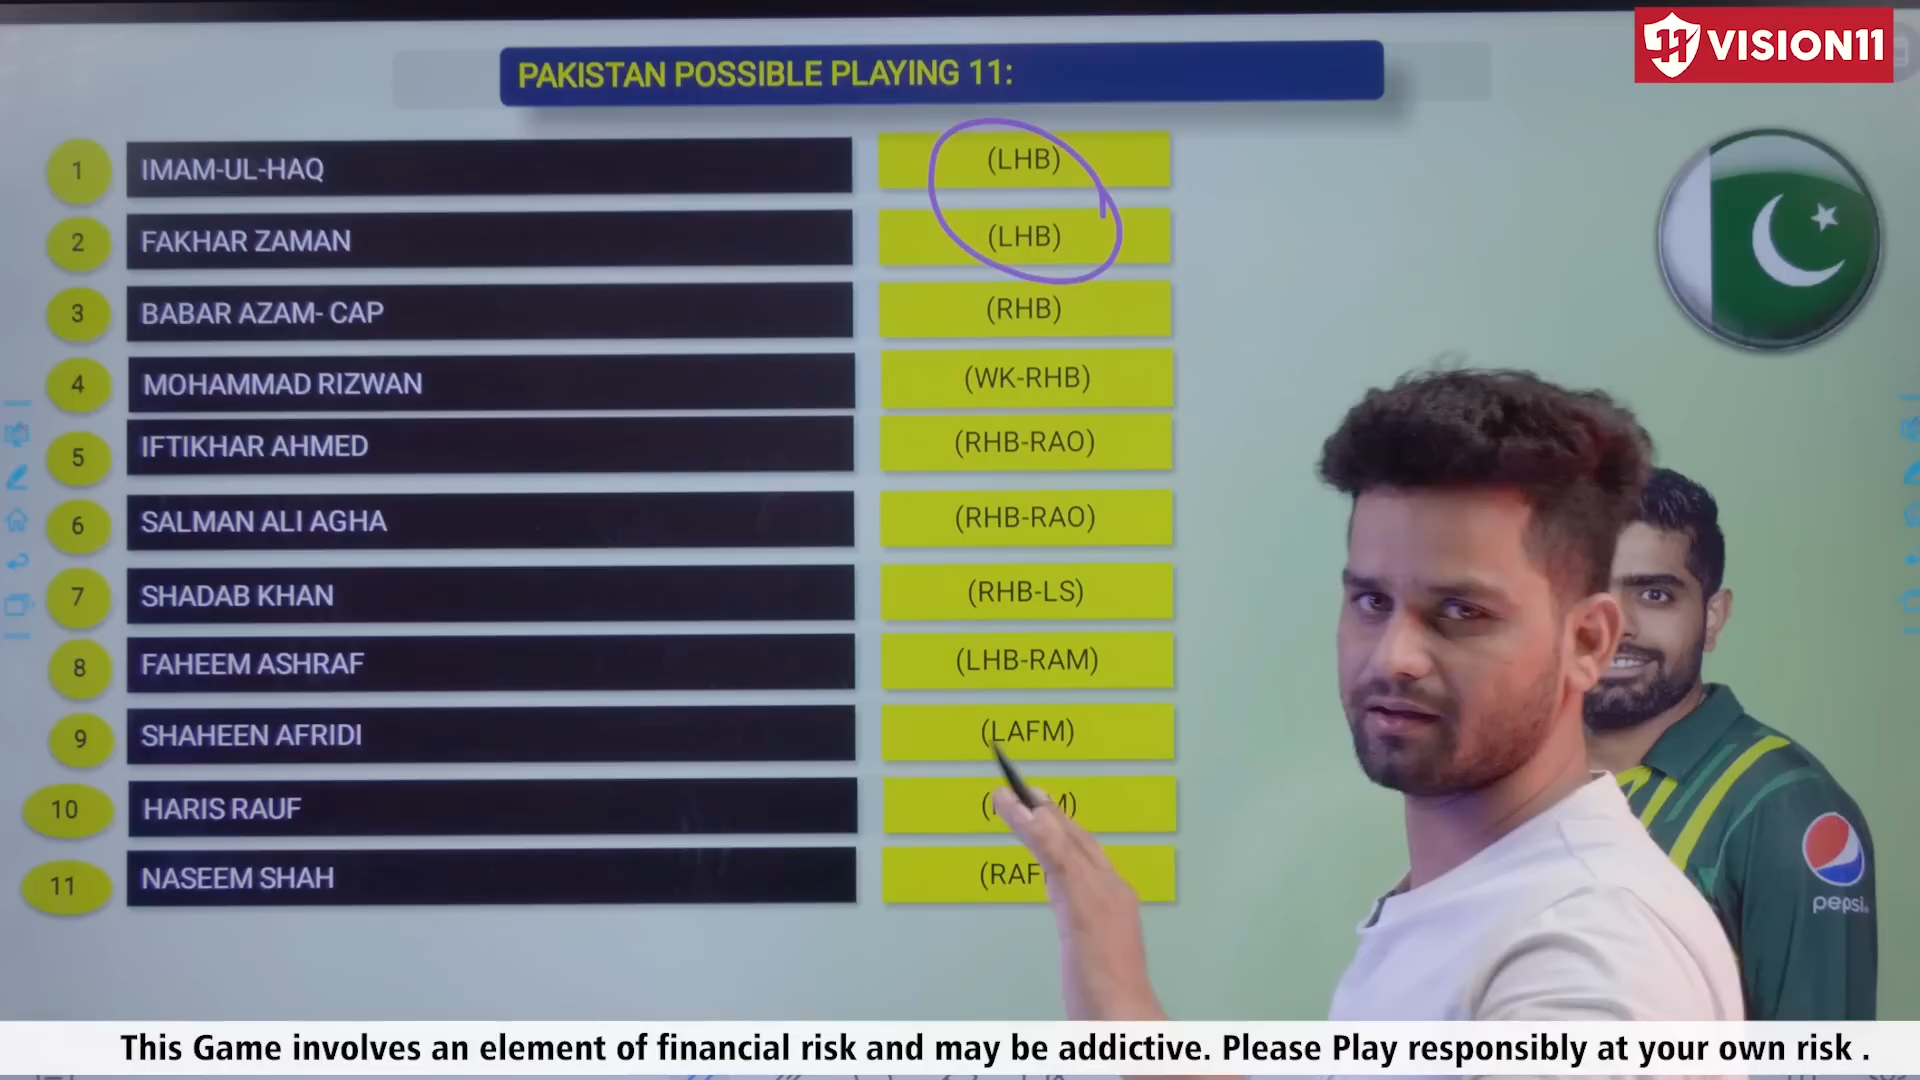 VISION11
PAKISTAN POSSIBLE PLAYING 11:
1 IMAM-UL-HAQ (LHB)
2 FAKHAR ZAMAN (LHB)
3 BABAR AZAM- CAP (RHB)
4 MOHAMMAD RIZWAN (WK-RHB)
5 IFTIKHAR AHMED (RHB-RAO)
6 SALMAN ALI AGHA (RHB-RAO)
7 SHADAB KHAN (RHB-LS)
8 FAHEEM ASHRAF (LHB-RAM)
9 SHAHEEN AFRIDI (LAFM)
10 HARIS RAUF
11 NASEEM SHAH
pepsi
This Game involves an element of financial risk and may be addictive. Please Play responsibly at your own risk .